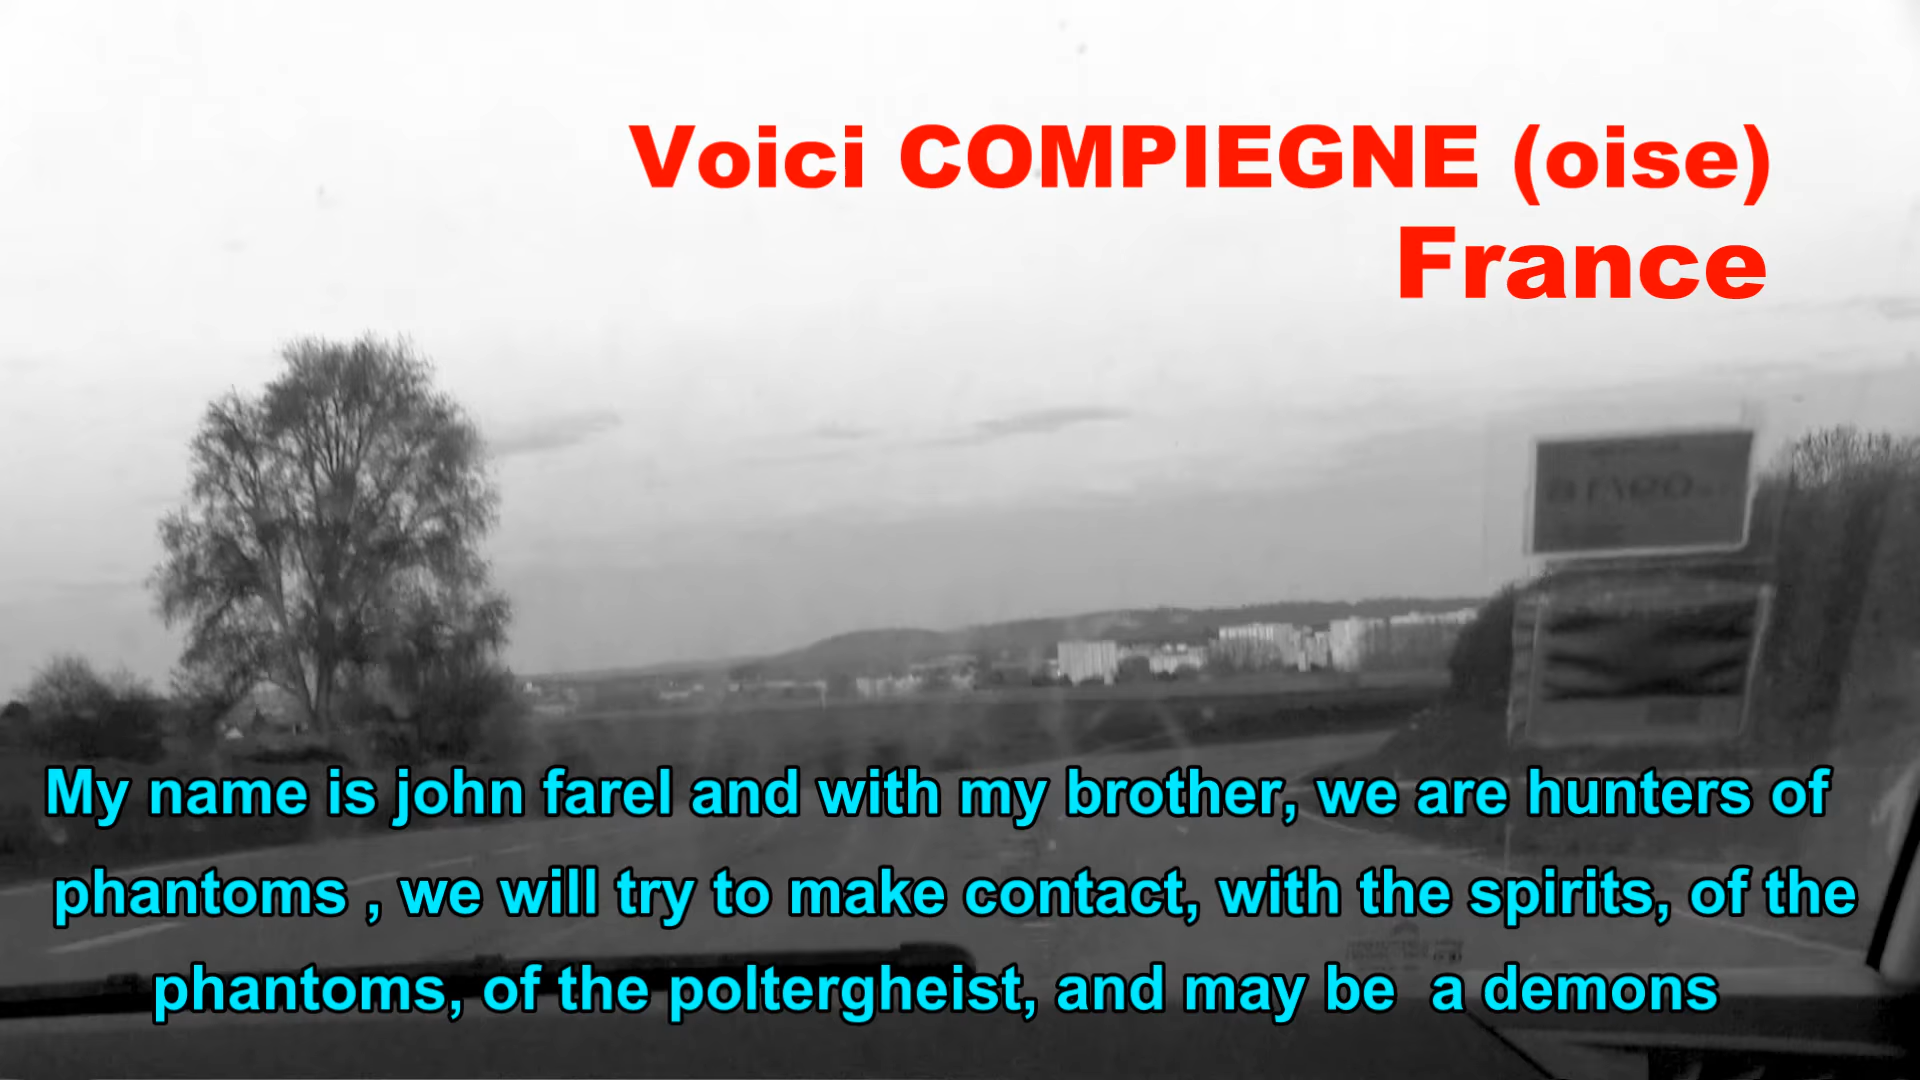 Voici COMPIEGNE (oise)
France
My name is john farel and with my brother, we are hunters of
phantoms , we will try to make contact, with the spirits, of the
phantoms, of the poltergheist, and may be  a demons